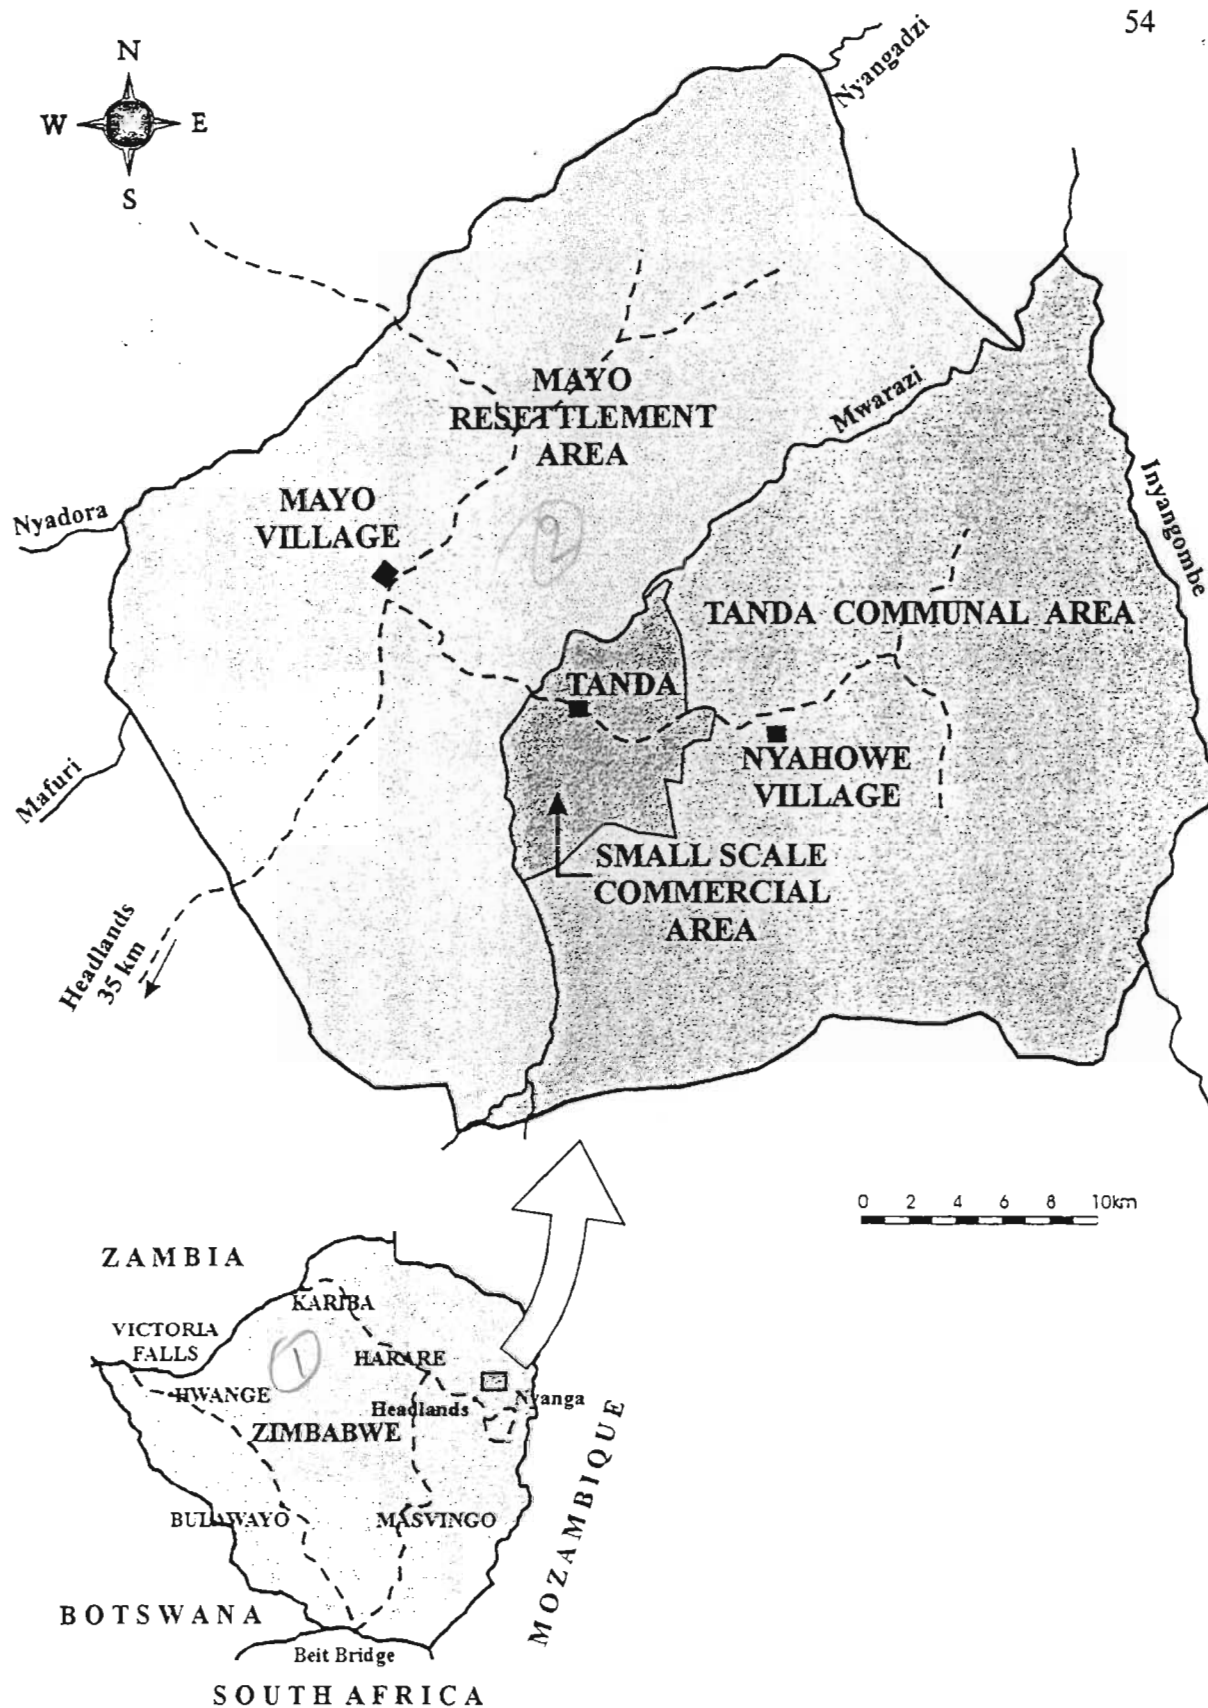 54
N
W E
S
Nyangadzi
MAYO
RESETTLEMENT
AREA
Mwarazi
Inyangombe
Nyadora
MAYO
VILLAGE
2
TANDA COMMUNAL AREA
TANDA
NYAHOWE
VILLAGE
Mafuri
SMALL SCALE
COMMERCIAL
AREA
Headlands
35 km
0 2 4 6 8 10km
ZAMBIA
KARIBA
VICTORIA
FALLS
1
HARARE
HWANGE
Nyanga
Headlands
ZIMBABWE
MOZAMBIQUE
BULAWAYO
MASVINGO
BOTSWANA
Beit Bridge
SOUTH AFRICA